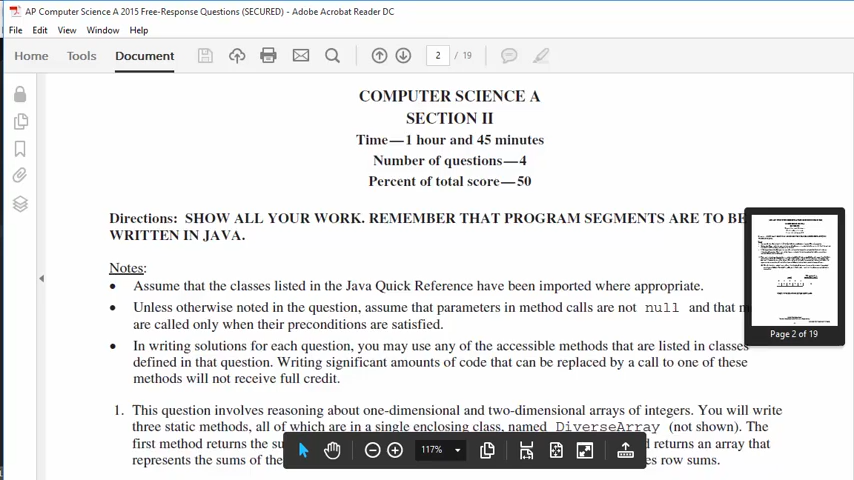 AP Computer Science A 2015 Free-Response Questions (SECURED) - Adobe Acrobat Reader DC
File Edit View Window Help
Home Tools Document 2 / 19
COMPUTER SCIENCE A
SECTION II
Time—1 hour and 45 minutes
Number of questions—4
Percent of total score—50
Directions: SHOW ALL YOUR WORK. REMEMBER THAT PROGRAM SEGMENTS ARE TO BE
WRITTEN IN JAVA.
Notes:
• Assume that the classes listed in the Java Quick Reference have been imported where appropriate.
• Unless otherwise noted in the question, assume that parameters in method calls are not null and that
are called only when their preconditions are satisfied.
• In writing solutions for each question, you may use any of the accessible methods that are listed in classes
defined in that question. Writing significant amounts of code that can be replaced by a call to one of these
methods will not receive full credit.
Page 2 of 19
1. This question involves reasoning about one-dimensional and two-dimensional arrays of integers. You will write
three static methods, all of which are in a single enclosing class, named DiverseArray (not shown). The
first method returns the returns an array that
represents the sums of the row sums.
117%